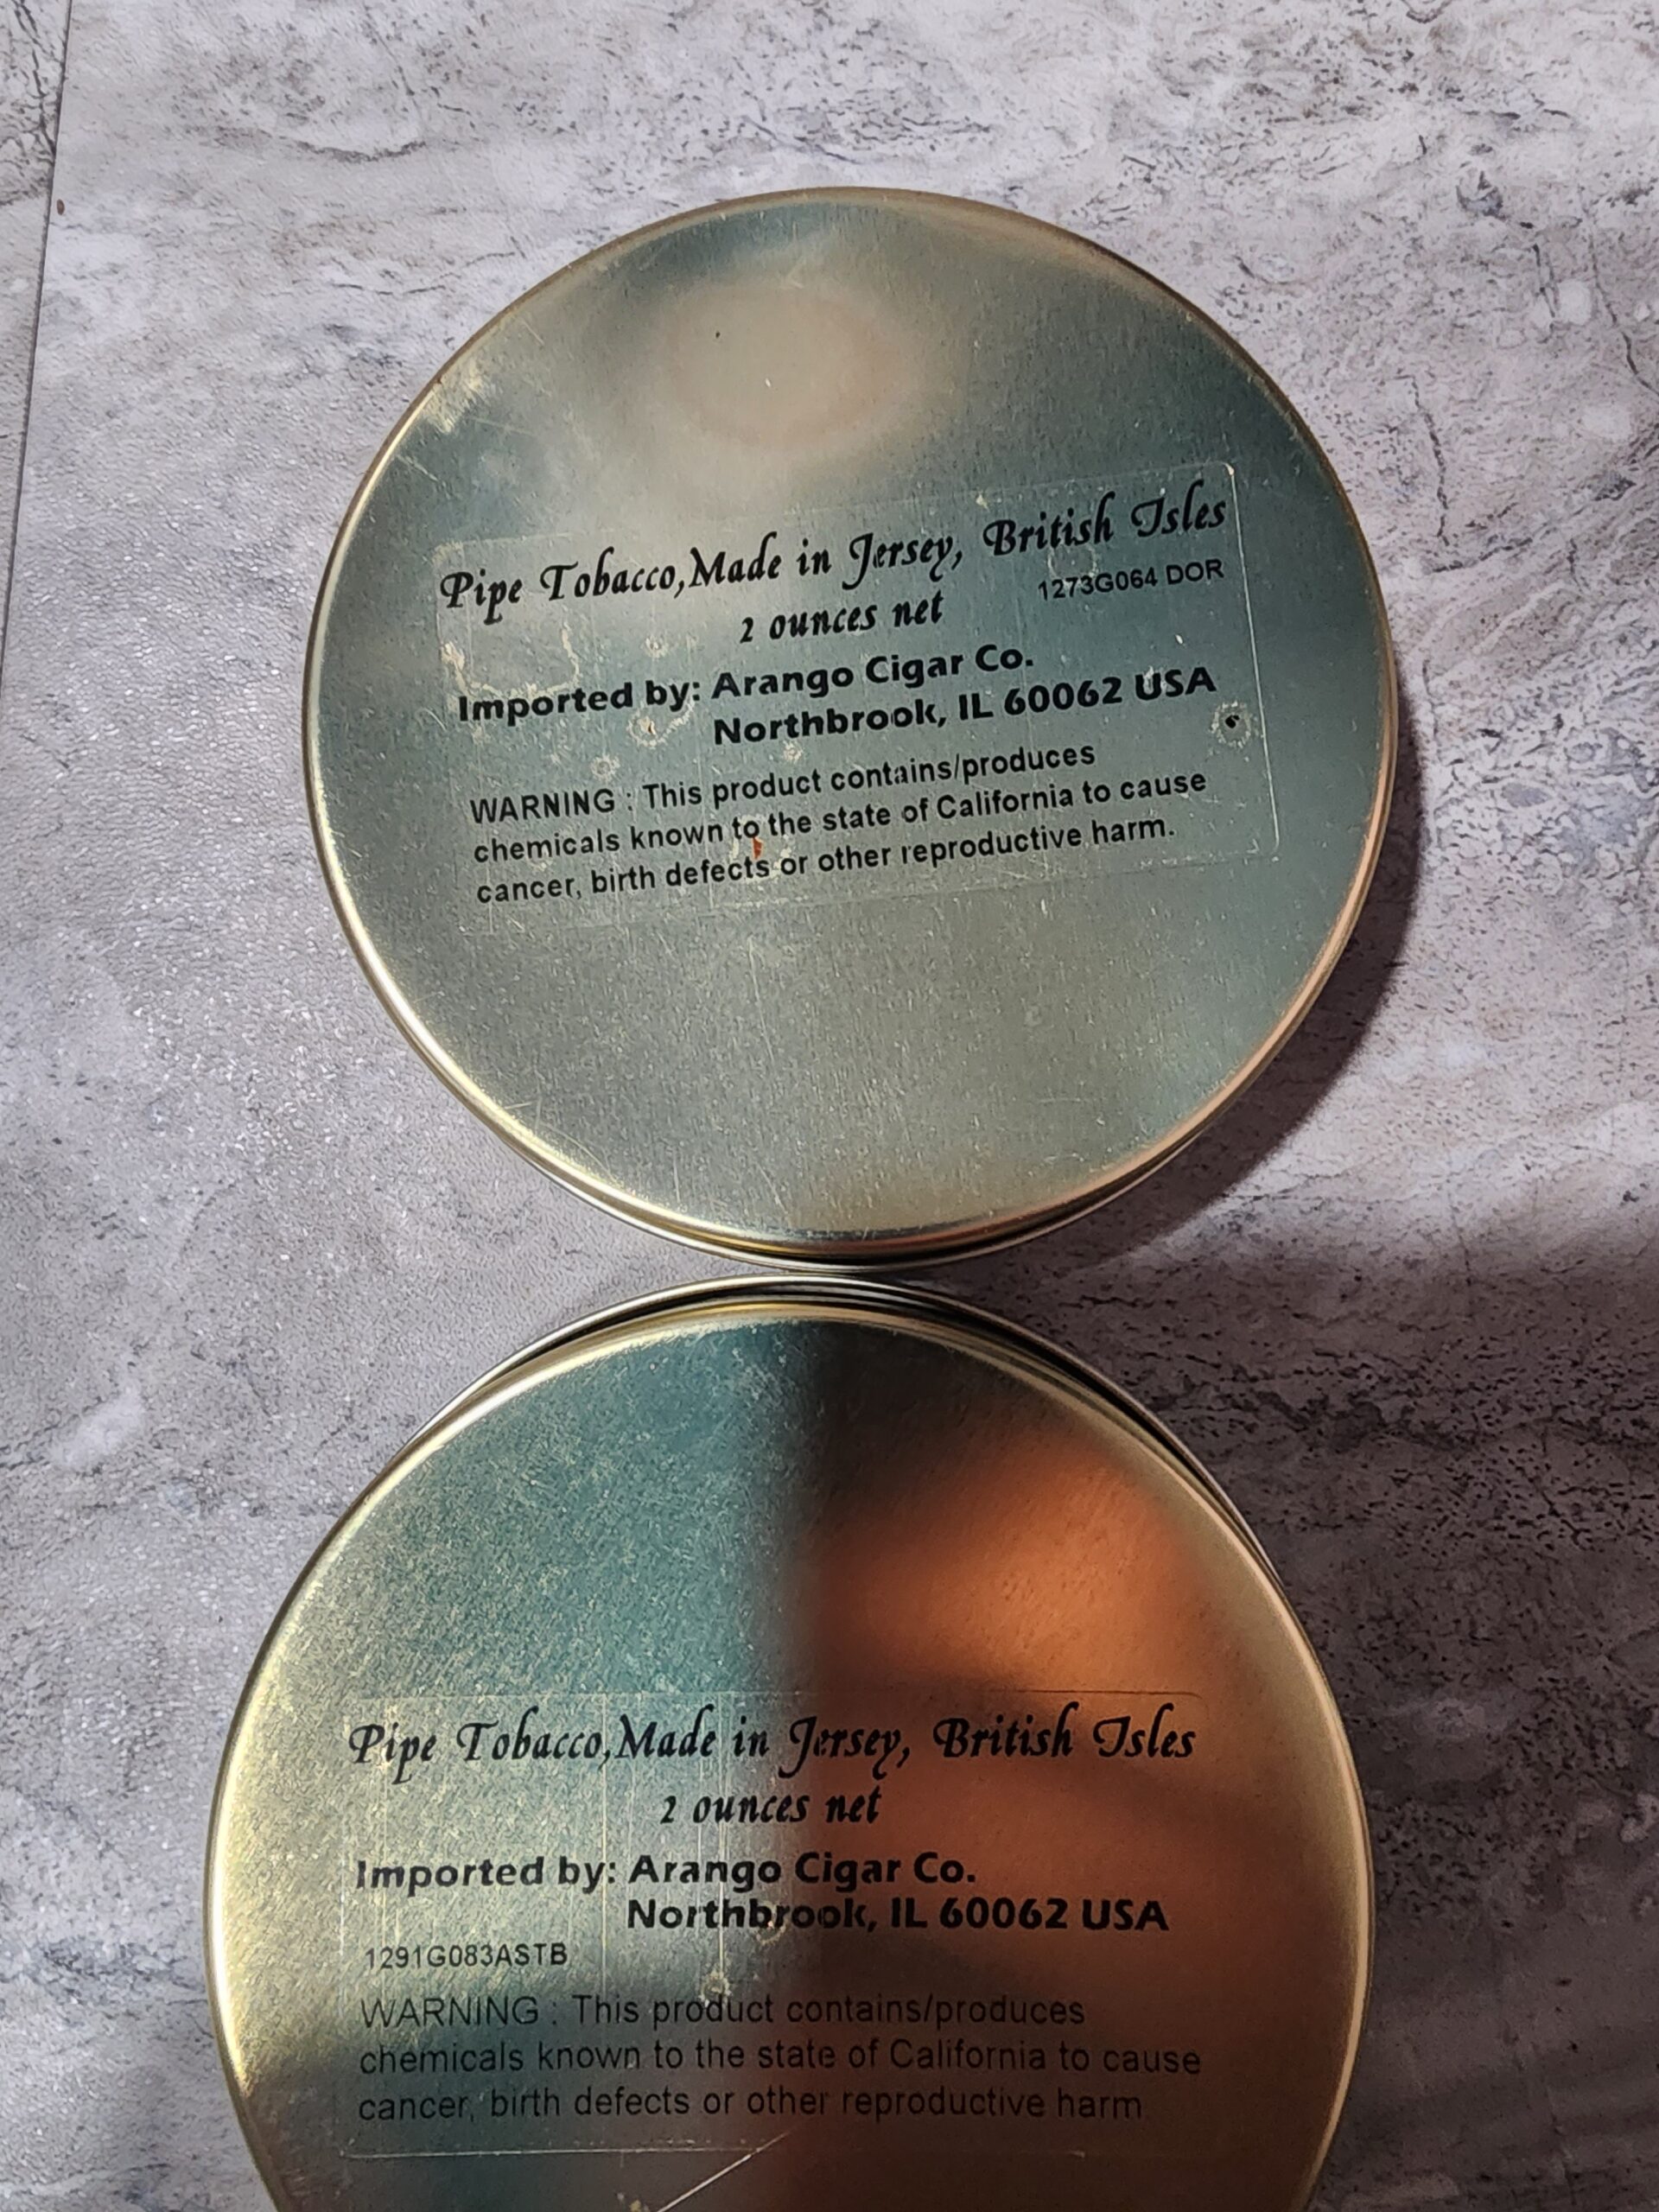 Pipe Tobacco,Made in Jersey, British Isles
1273G064 DOR
2 ounces net
Imported by: Arango Cigar Co.
Northbrook, IL 60062 USA
WARNING : This product contains/produces
chemicals known to the state of California to cause
cancer, birth defects or other reproductive harm.
Pipe Tobacco,Made in Jersey, British Isles
2 ounces net
Imported by: Arango Cigar Co.
Northbrook, IL 60062 USA
1291G083ASTB
WARNING : This product contains/produces
chemicals known to the state of California to cause
cancer, birth defects or other reproductive harm